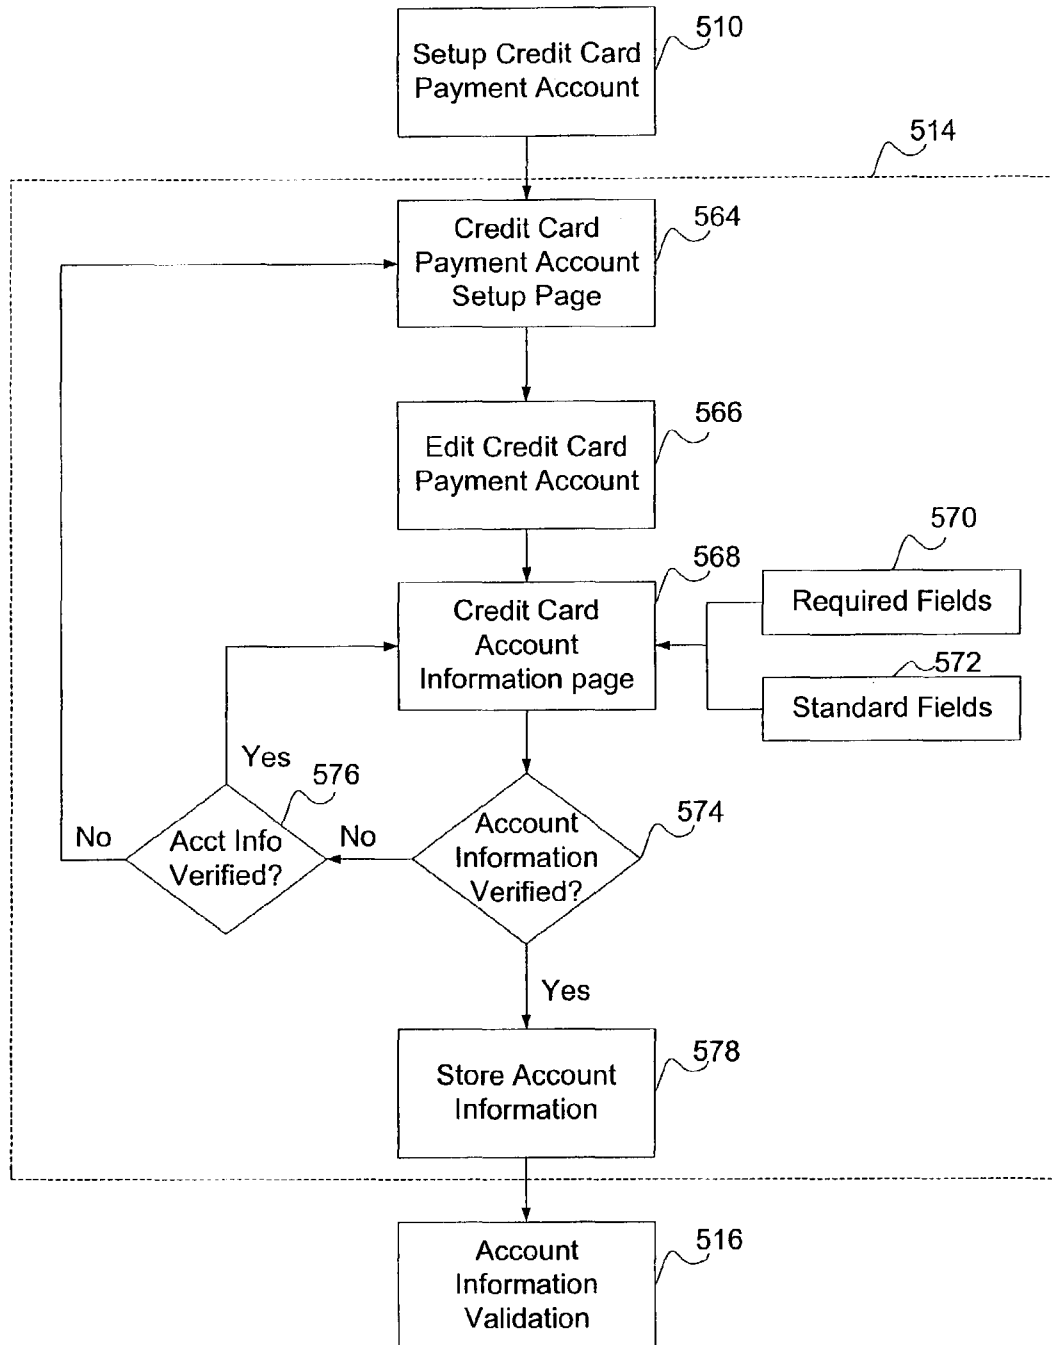 510
Setup Credit Card
Payment Account
514
564
Credit Card
Payment Account
Setup Page
566
Edit Credit Card
Payment Account
568
Credit Card
Account
Information page
570
Required Fields
572
Standard Fields
Yes
576
No
Acct Info
Verified?
No
574
Account
Information
Verified?
Yes
578
Store Account
Information
516
Account
Information
Validation